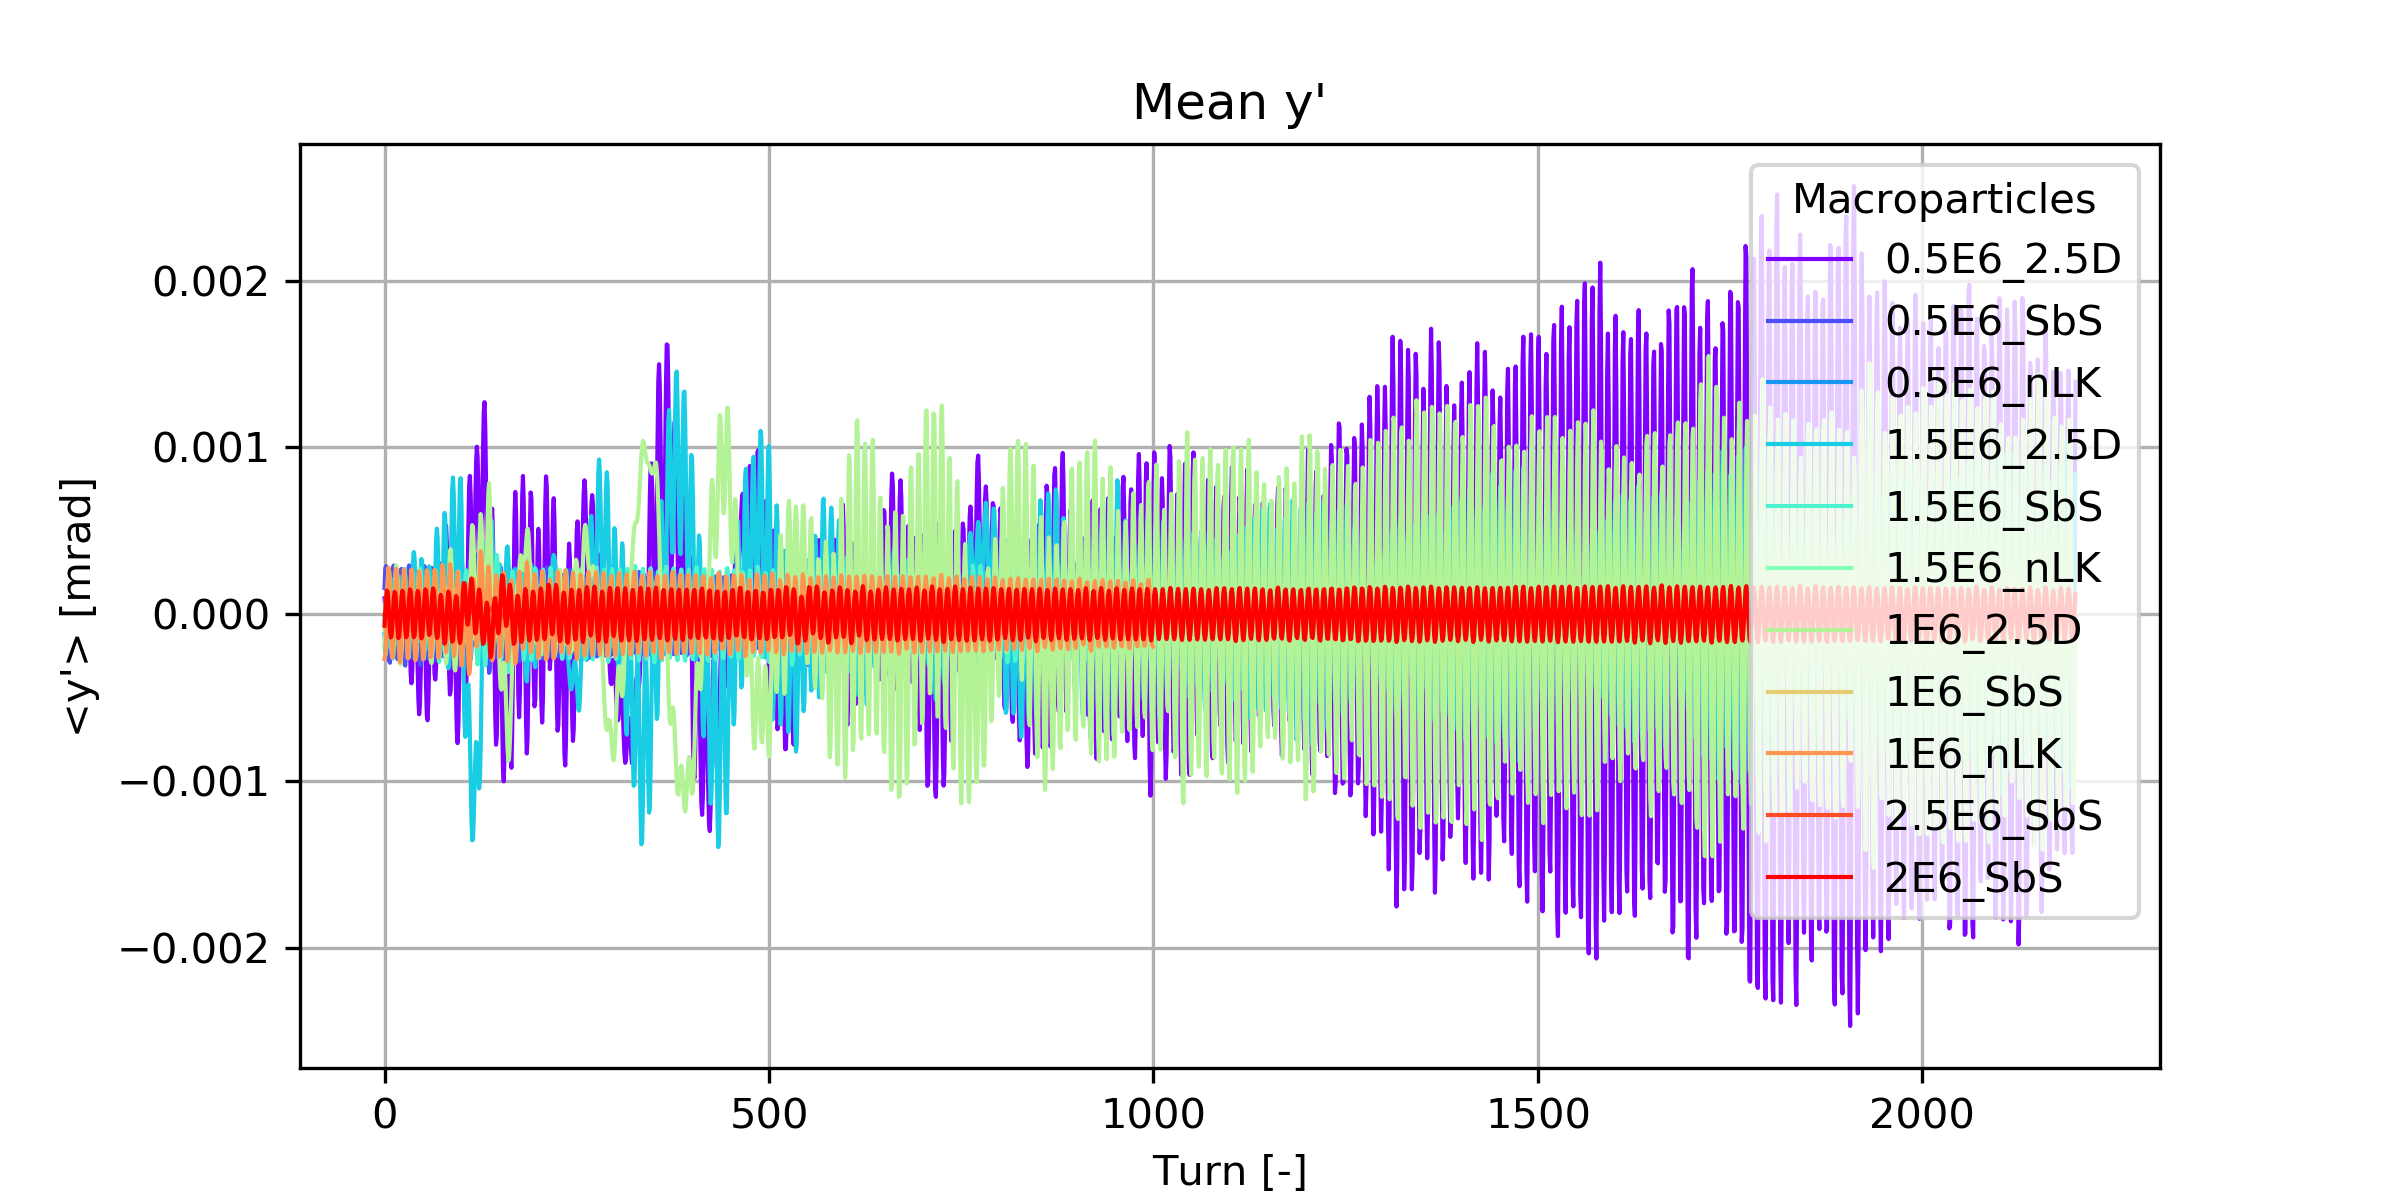 Mean y'
<y'> [mrad]
0.002
0.001
0.000
−0.001
−0.002
0
500
1000
1500
2000
Turn [-]
Macroparticles
0.5E6_2.5D
0.5E6_SbS
0.5E6_nLK
1.5E6_2.5D
1.5E6_SbS
1.5E6_nLK
1E6_2.5D
1E6_SbS
1E6_nLK
2.5E6_SbS
2E6_SbS